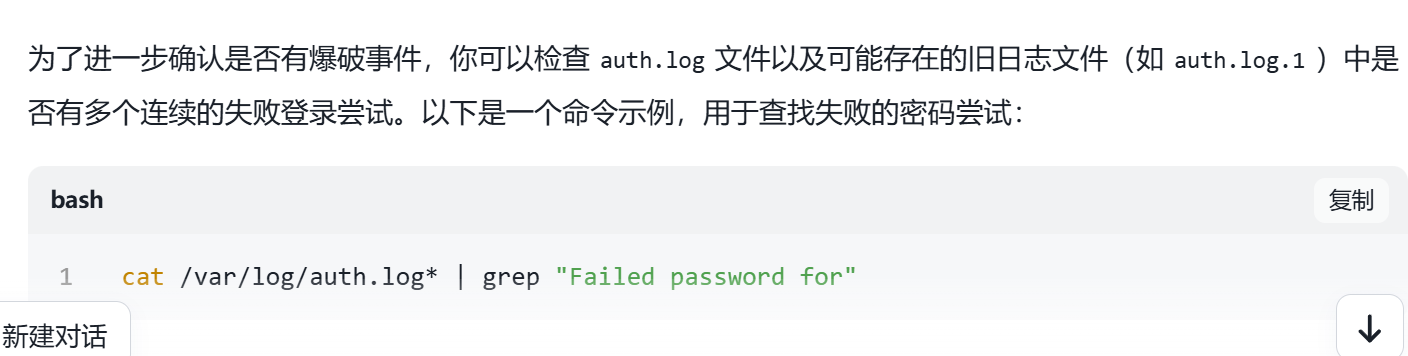 为了进一步确认是否有爆破事件，你可以检查 auth.log 文件以及可能存在的旧日志文件（如 auth.log.1 ）中是
否有多个连续的失败登录尝试。以下是一个命令示例，用于查找失败的密码尝试：
bash 复制
1 cat /var/log/auth.log* | grep "Failed password for"
新建对话